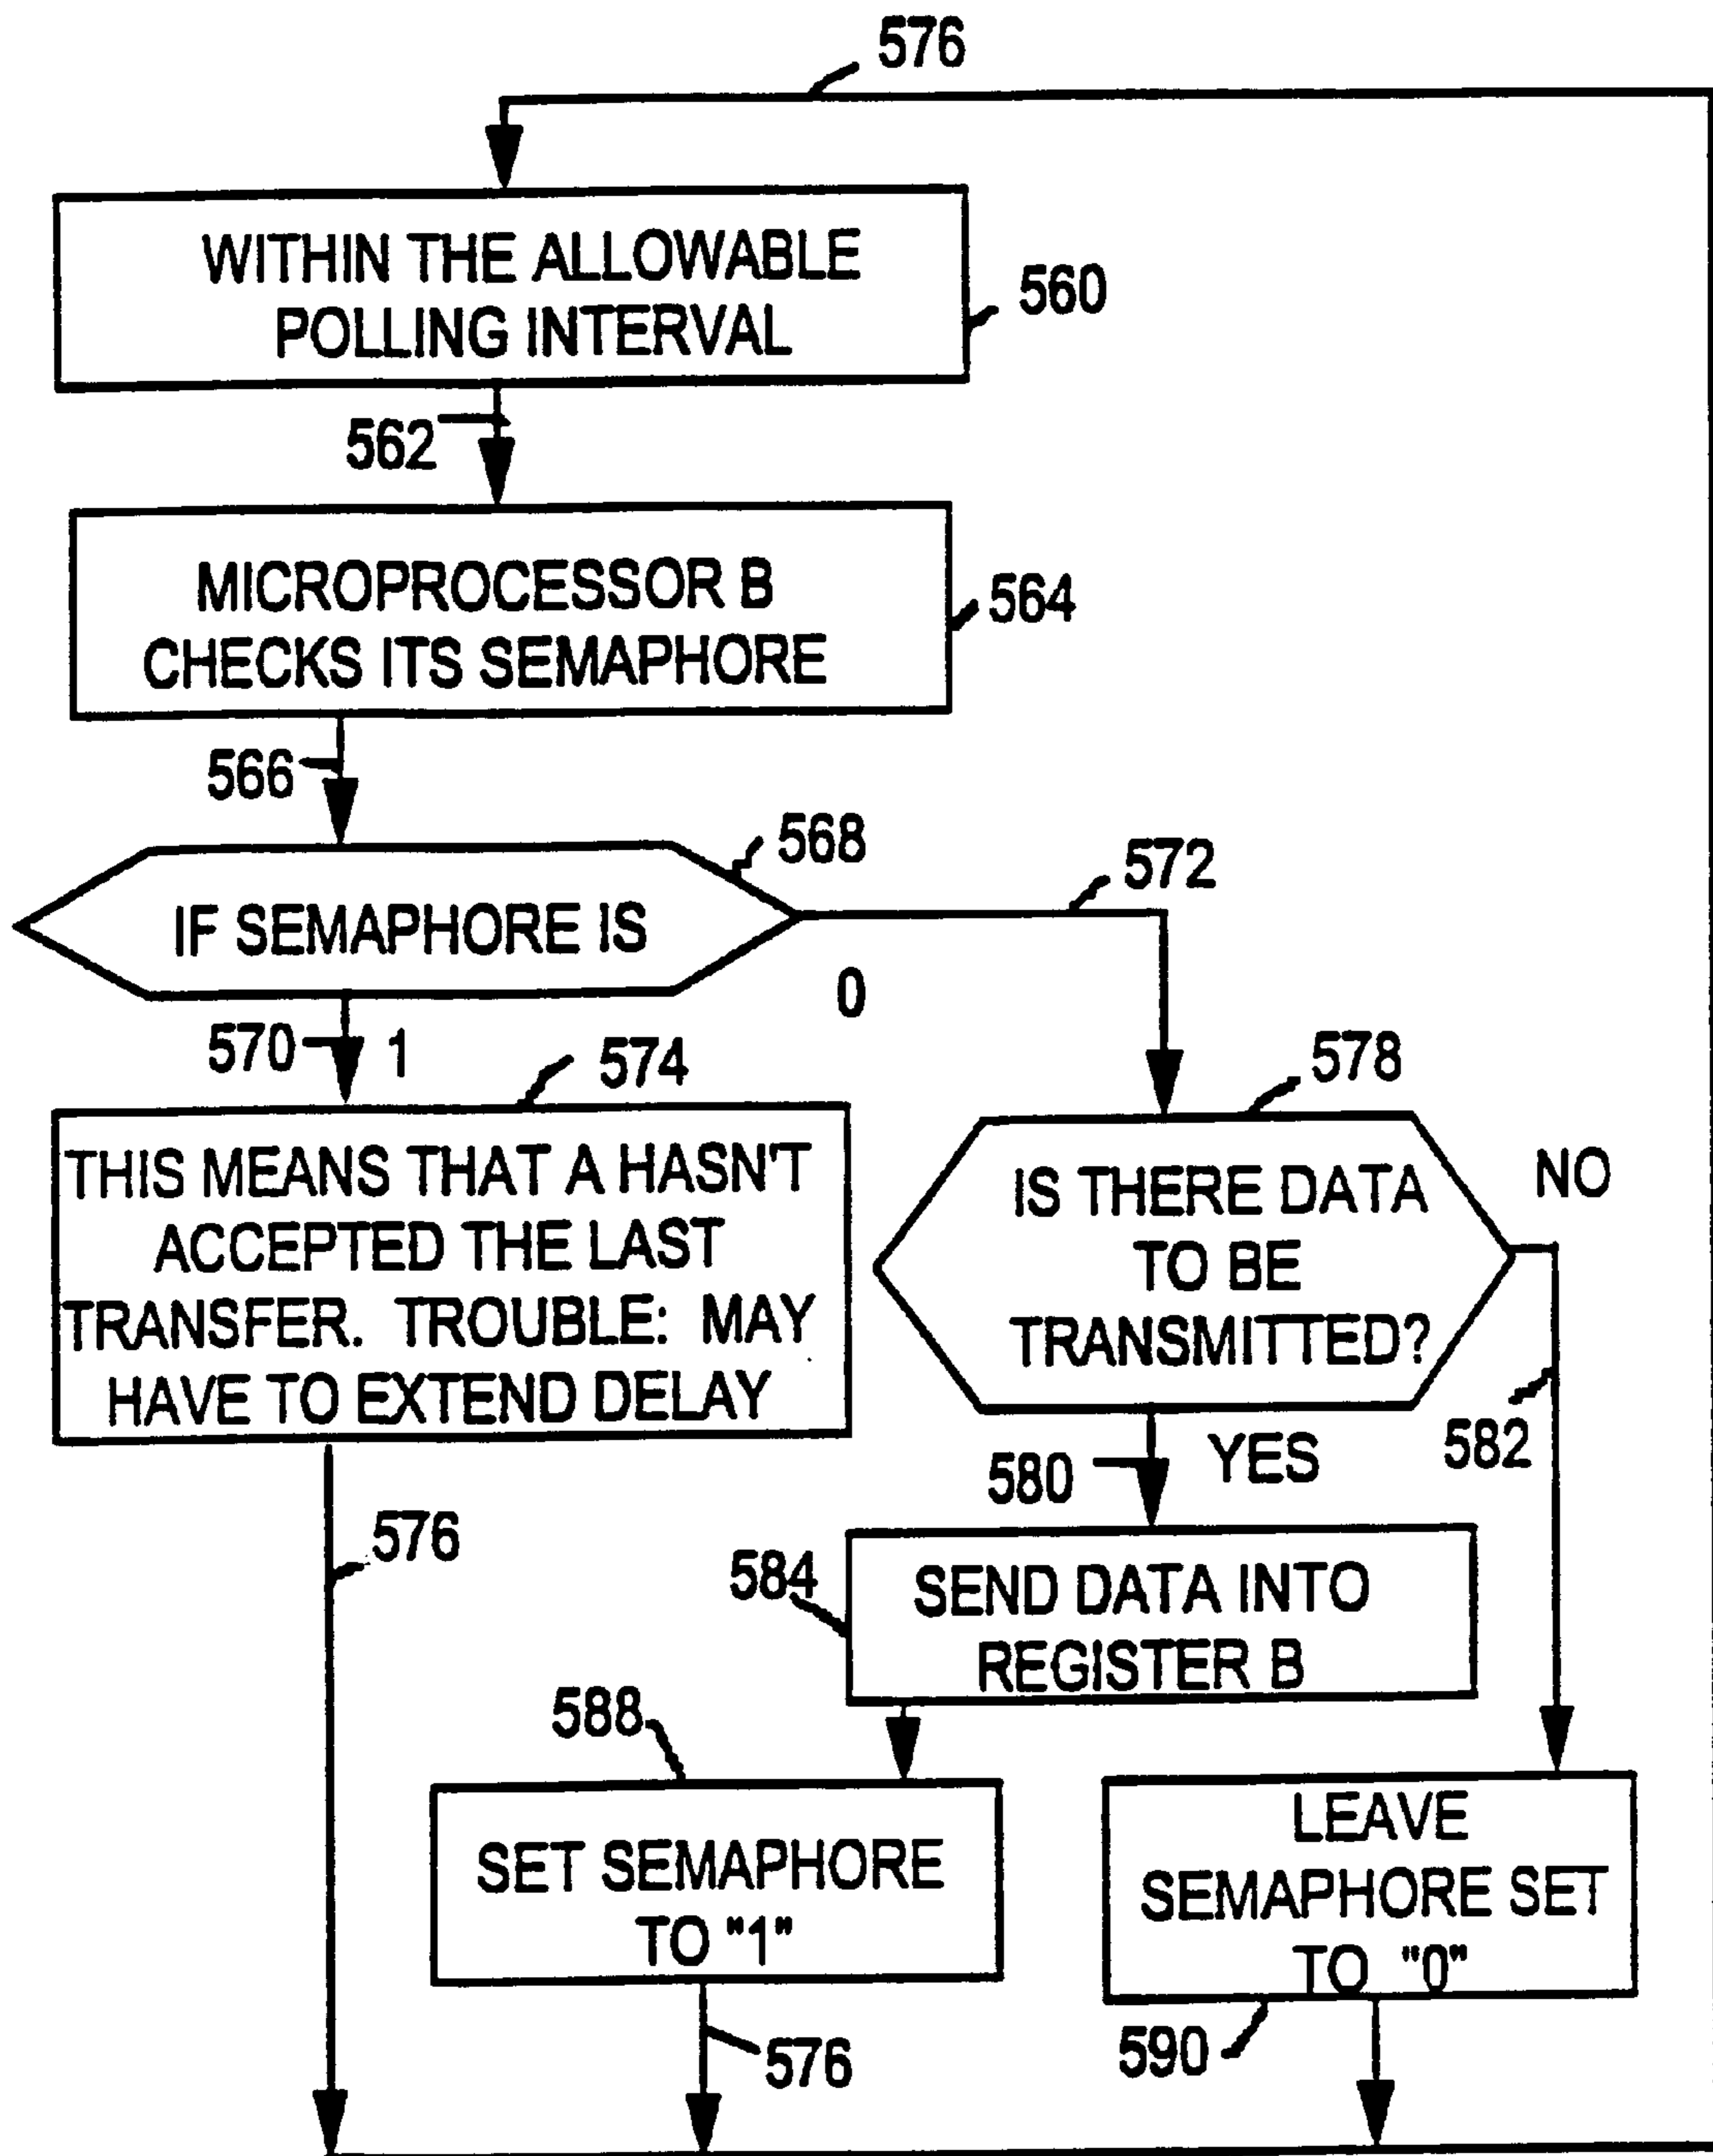 576
WITHIN THE ALLOWABLE
POLLING INTERVAL
560
562
MICROPROCESSOR B
CHECKS ITS SEMAPHORE
564
566
568
572
IF SEMAPHORE IS
0
570
1
574
578
THIS MEANS THAT A HASN'T
ACCEPTED THE LAST
TRANSFER. TROUBLE: MAY
HAVE TO EXTEND DELAY
IS THERE DATA
TO BE
TRANSMITTED?
NO
582
580
YES
576
584
SEND DATA INTO
REGISTER B
588
SET SEMAPHORE
TO "1"
LEAVE
SEMAPHORE SET
TO "0"
576
590